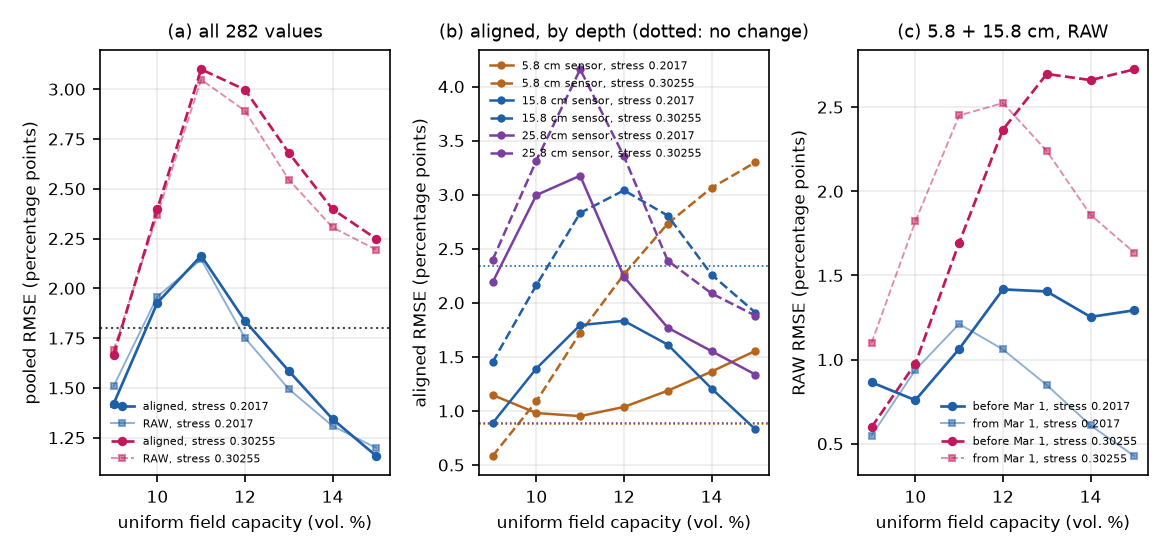 (a) all 282 values
pooled RMSE (percentage points)
3.00
2.75
2.50
2.25
2.00
1.75
1.50
1.25
aligned, stress 0.2017
RAW, stress 0.2017
aligned, stress 0.30255
RAW, stress 0.30255
10
12
14
uniform field capacity (vol. %)
(b) aligned, by depth (dotted: no change)
aligned RMSE (percentage points)
4.0
3.5
3.0
2.5
2.0
1.5
1.0
0.5
5.8 cm sensor, stress 0.2017
5.8 cm sensor, stress 0.30255
15.8 cm sensor, stress 0.2017
15.8 cm sensor, stress 0.30255
25.8 cm sensor, stress 0.2017
25.8 cm sensor, stress 0.30255
10
12
14
uniform field capacity (vol. %)
(c) 5.8 + 15.8 cm, RAW
RAW RMSE (percentage points)
2.5
2.0
1.5
1.0
0.5
before Mar 1, stress 0.2017
from Mar 1, stress 0.2017
before Mar 1, stress 0.30255
from Mar 1, stress 0.30255
10
12
14
uniform field capacity (vol. %)